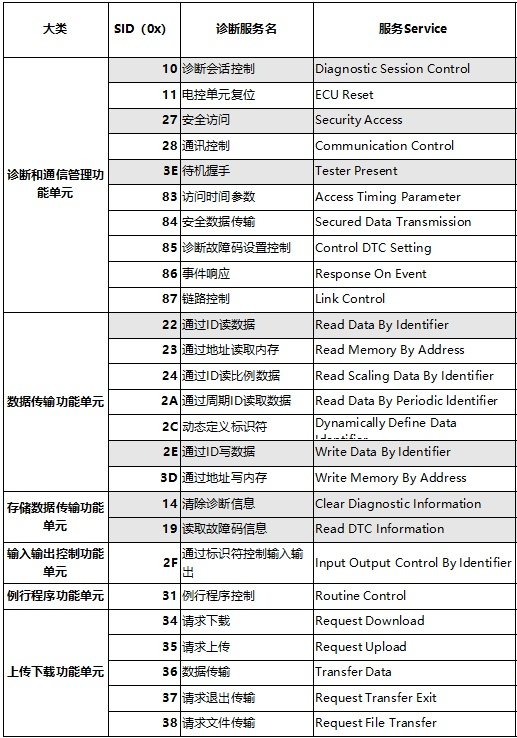 大类 SID（0x） 诊断服务名 服务Service
诊断和通信管理功
能单元
10 诊断会话控制 Diagnostic Session Control
11 电控单元复位 ECU Reset
27 安全访问 Security Access
28 通讯控制 Communication Control
3E 待机握手 Tester Present
83 访问时间参数 Access Timing Parameter
84 安全数据传输 Secured Data Transmission
85 诊断故障码设置控制 Control DTC Setting
86 事件响应 Response On Event
87 链路控制 Link Control
数据传输功能单元
22 通过ID读数据 Read Data By Identifier
23 通过地址读取内存 Read Memory By Address
24 通过ID读比例数据 Read Scaling Data By Identifier
2A 通过周期ID读取数据 Read Data By Periodic Identifier
2C 动态定义标识符 Dynamically Define Data
Identifier
2E 通过ID写数据 Write Data By Identifier
3D 通过地址写内存 Write Memory By Address
存储数据传输功能
单元
14 清除诊断信息 Clear Diagnostic Information
19 读取故障码信息 Read DTC Information
输入输出控制功能
单元
2F 通过标识符控制输入输
出 Input Output Control By Identifier
例行程序功能单元 31 例行程序控制 Routine Control
上传下载功能单元
34 请求下载 Request Download
35 请求上传 Request Upload
36 数据传输 Transfer Data
37 请求退出传输 Request Transfer Exit
38 请求文件传输 Request File Transfer